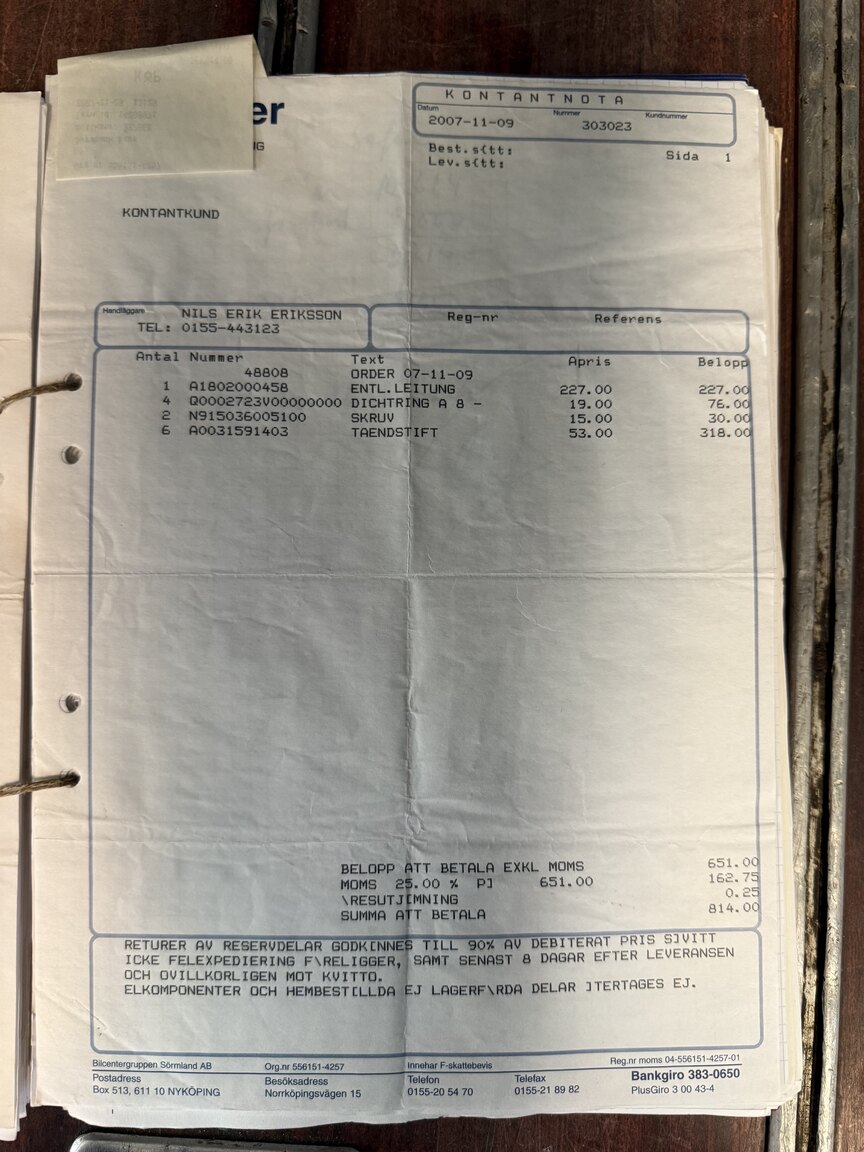 er
KONTANTNOTA
Datum Nummer Kundnummer
2007-11-09 303023
Best.s{tt:
Lev.s{tt:
Sida 1
KONTANTKUND
Handläggare NILS ERIK ERIKSSON
TEL: 0155-443123
Reg-nr Referens
Antal Nummer Text Apris Belopp
48808 ORDER 07-11-09
1 A1802000458 ENTL.LEITUNG 227.00 227.00
4 Q0002723V00000000 DICHTRING A 8 - 19.00 76.00
2 N915036005100 SKRUV 15.00 30.00
6 A0031591403 TAENDSTIFT 53.00 318.00
BELOPP ATT BETALA EXKL MOMS 651.00
MOMS 25.00 % P] 651.00 162.75
\RESUTJ[MNING 0.25
SUMMA ATT BETALA 814.00
RETURER AV RESERVDELAR GODK[NNES TILL 90% AV DEBITERAT PRIS S]VITT
ICKE FELEXPEDIERING F\RELIGGER, SAMT SENAST 8 DAGAR EFTER LEVERANSEN
OCH OVILLKORLIGEN MOT KVITTO.
ELKOMPONENTER OCH HEMBEST[LLDA EJ LAGERF\RDA DELAR ]TERTAGES EJ.
Bilcentergruppen Sörmland AB Org.nr 556151-4257 Innehar F-skattebevis Reg.nr moms 04-556151-4257-01
Postadress Besöksadress Telefon Telefax Bankgiro 383-0650
Box 513, 611 10 NYKÖPING Norrköpingsvägen 15 0155-20 54 70 0155-21 89 82 PlusGiro 3 00 43-4